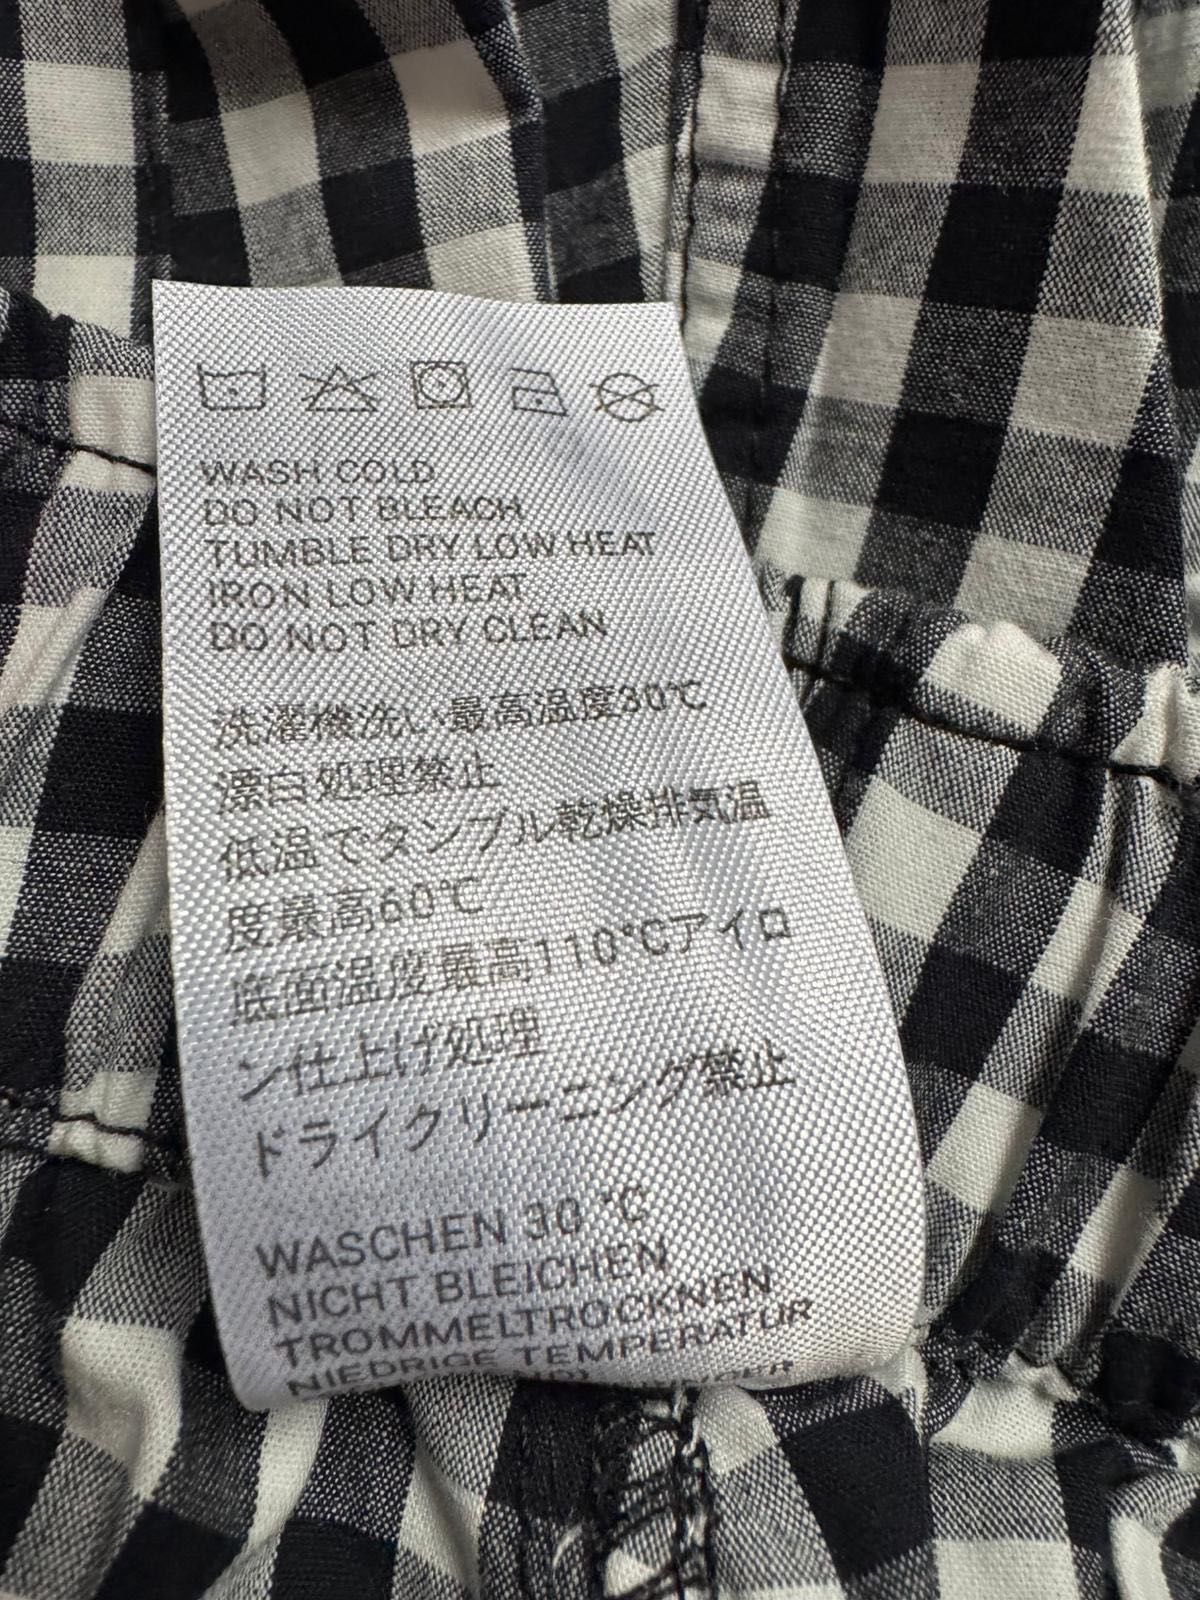 WASH COLD
DO NOT BLEACH
TUMBLE DRY LOW HEAT
IRON LOW HEAT
DO NOT DRY CLEAN
洗濯機洗い最高温度30℃
漂白処理禁止
低温でタンブル乾燥排気温
度最高60℃
底面温度最高110℃アイロ
ン仕上げ処理
ドライクリーニング禁止
WASCHEN 30 °C
NICHT BLEICHEN
TROMMELTROCKNEN
NIEDRIGE TEMPERATUR